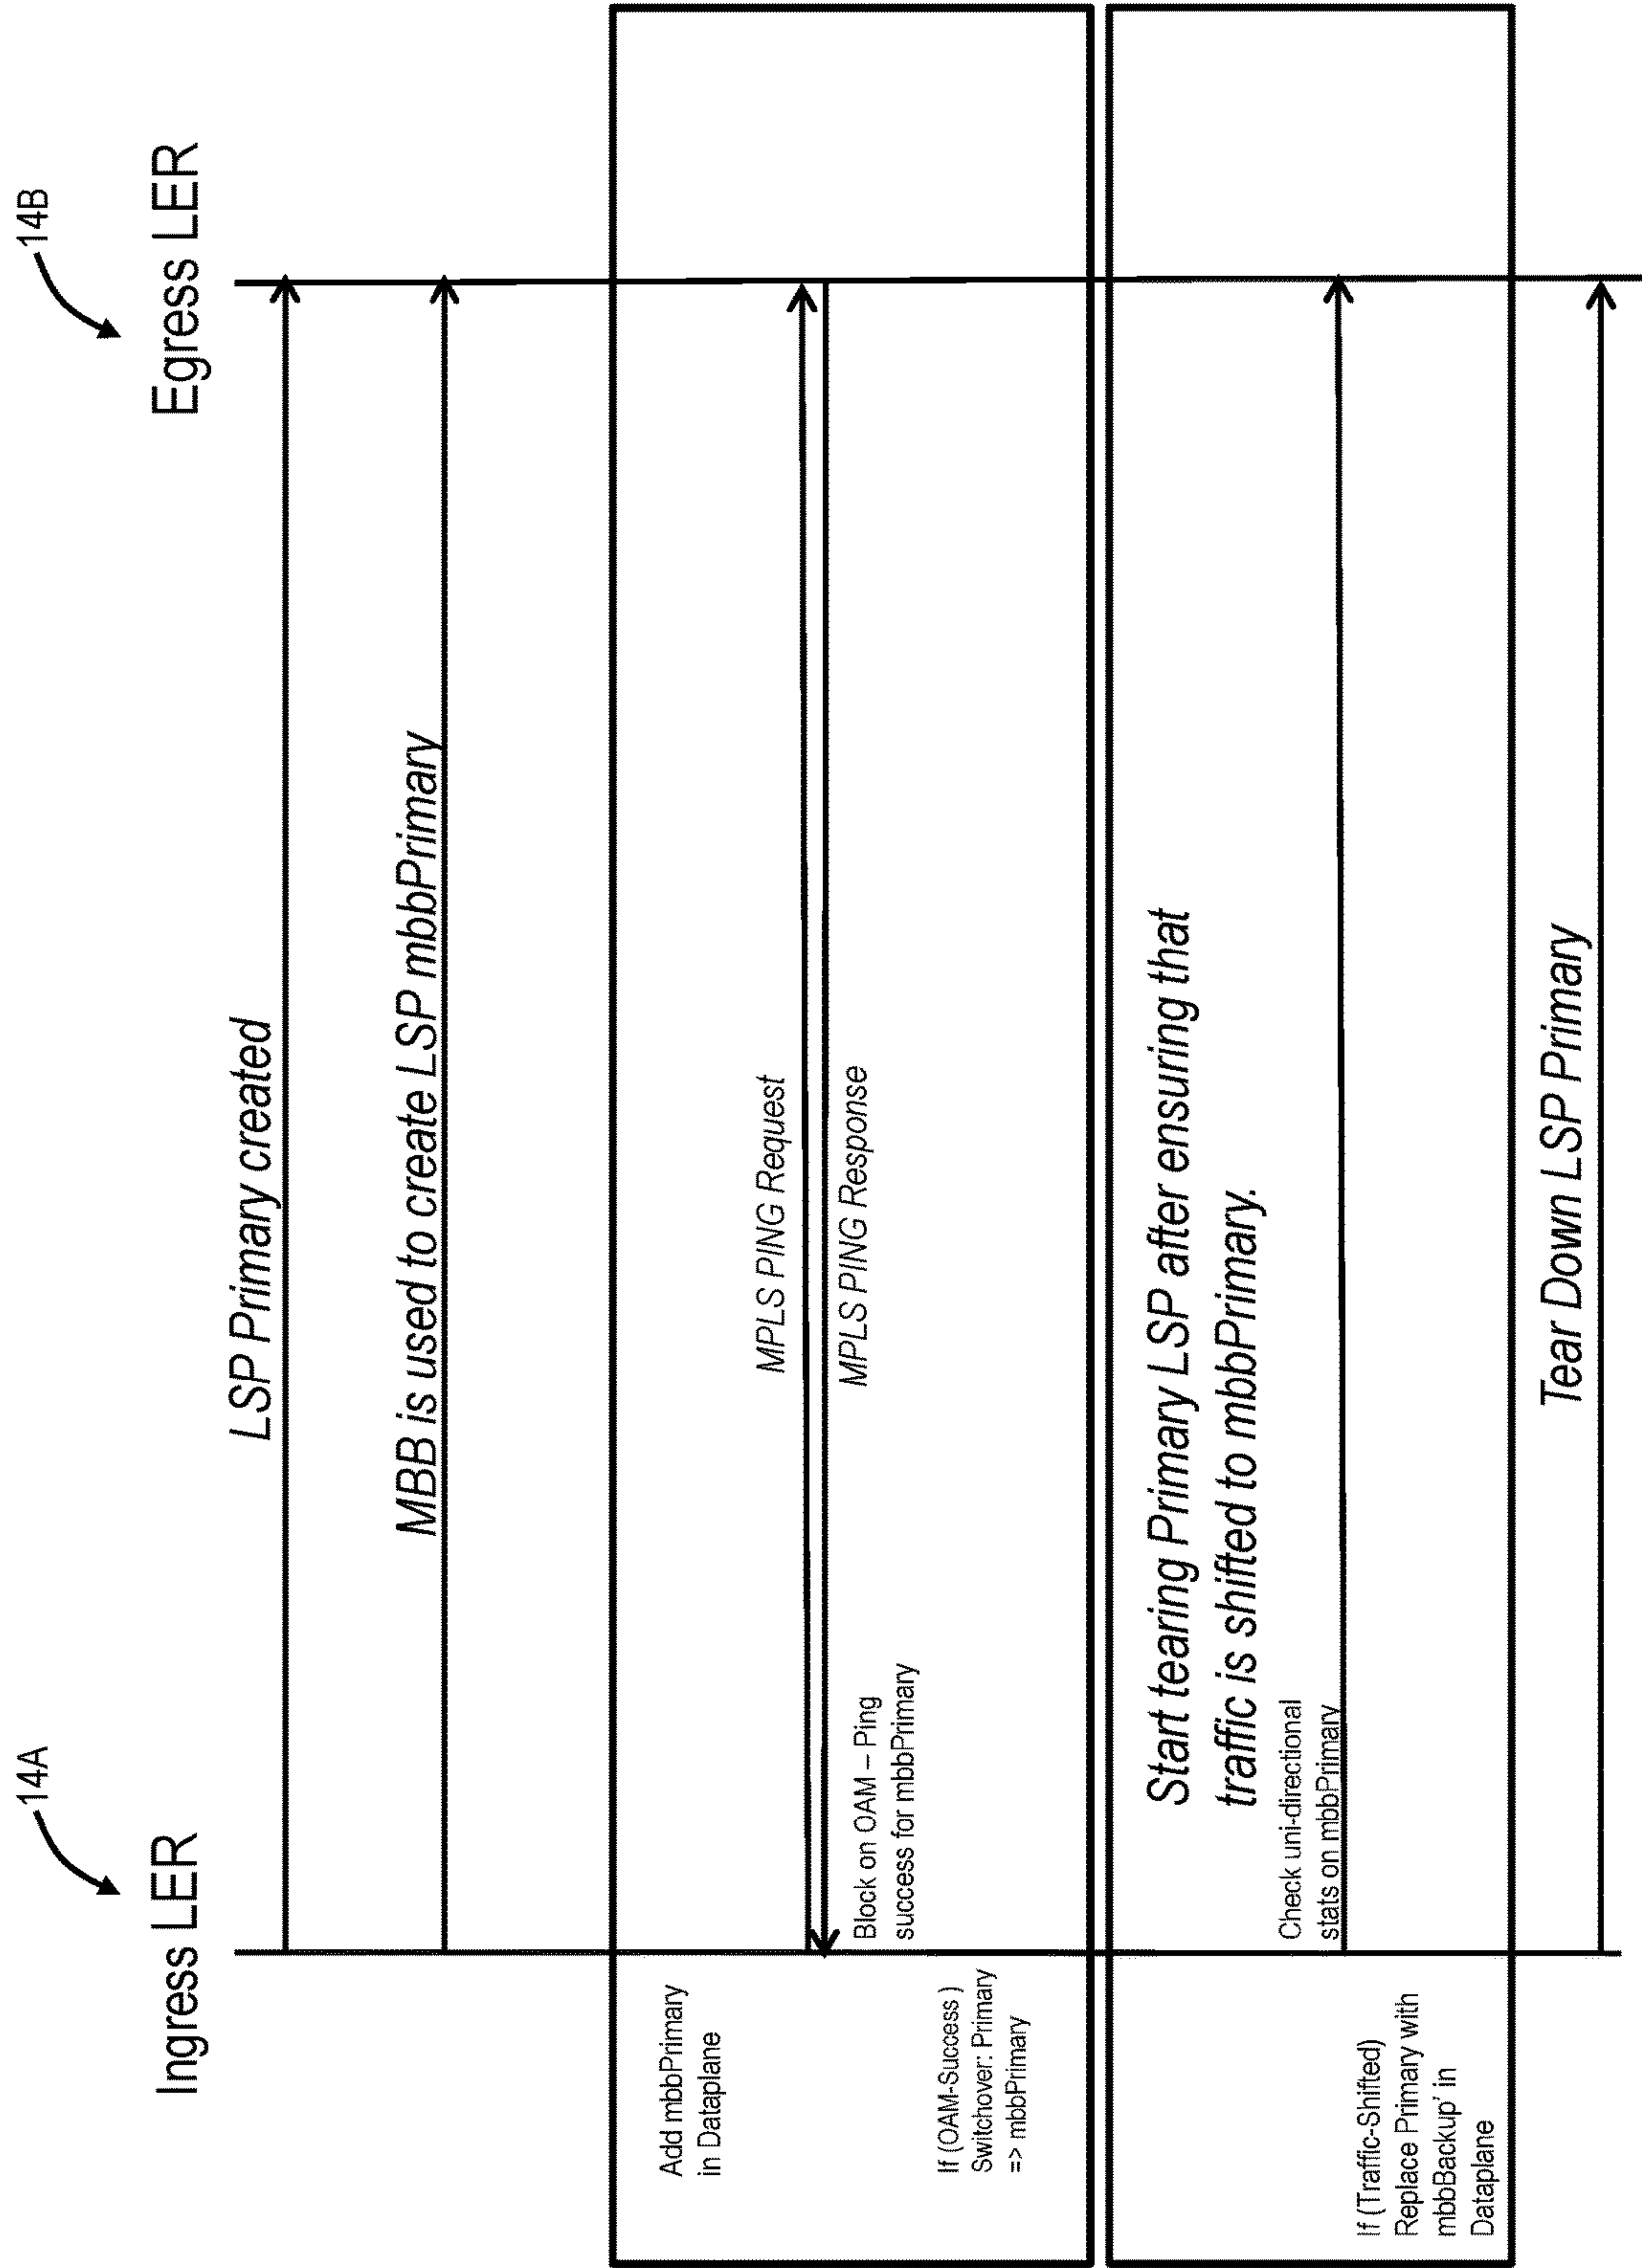 14A
14B
Ingress LER
Egress LER
LSP Primary created
MBB is used to create LSP mbbPrimary
Add mbbPrimary
in Dataplane
MPLS PING Request
MPLS PING Response
Block on OAM – Ping
success for mbbPrimary
If (OAM-Success )
Switchover: Primary
=> mbbPrimary
Start tearing Primary LSP after ensuring that
traffic is shifted to mbbPrimary.
Check uni-directional
stats on mbbPrimary
If (Traffic-Shifted)
Replace Primary with
mbbBackup' in
Dataplane
Tear Down LSP Primary